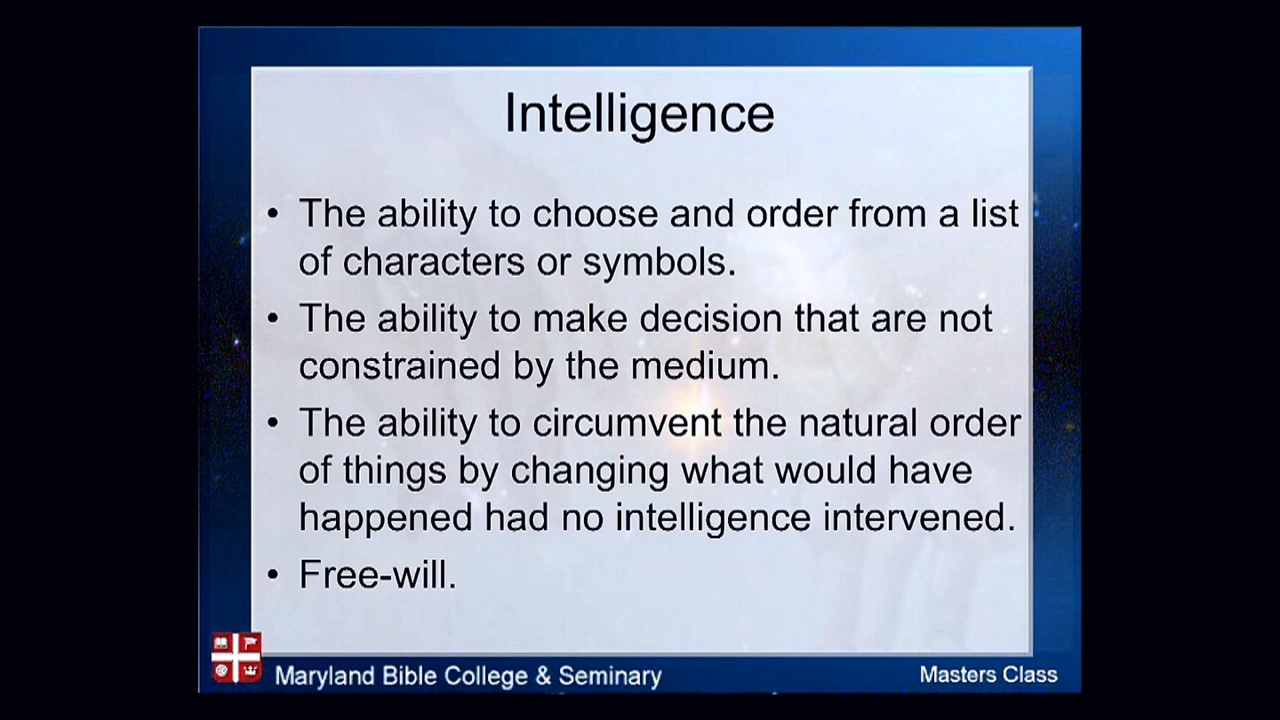 Intelligence
• The ability to choose and order from a list
of characters or symbols.
• The ability to make decision that are not
constrained by the medium.
• The ability to circumvent the natural order
of things by changing what would have
happened had no intelligence intervened.
• Free-will.
Maryland Bible College & Seminary
Masters Class